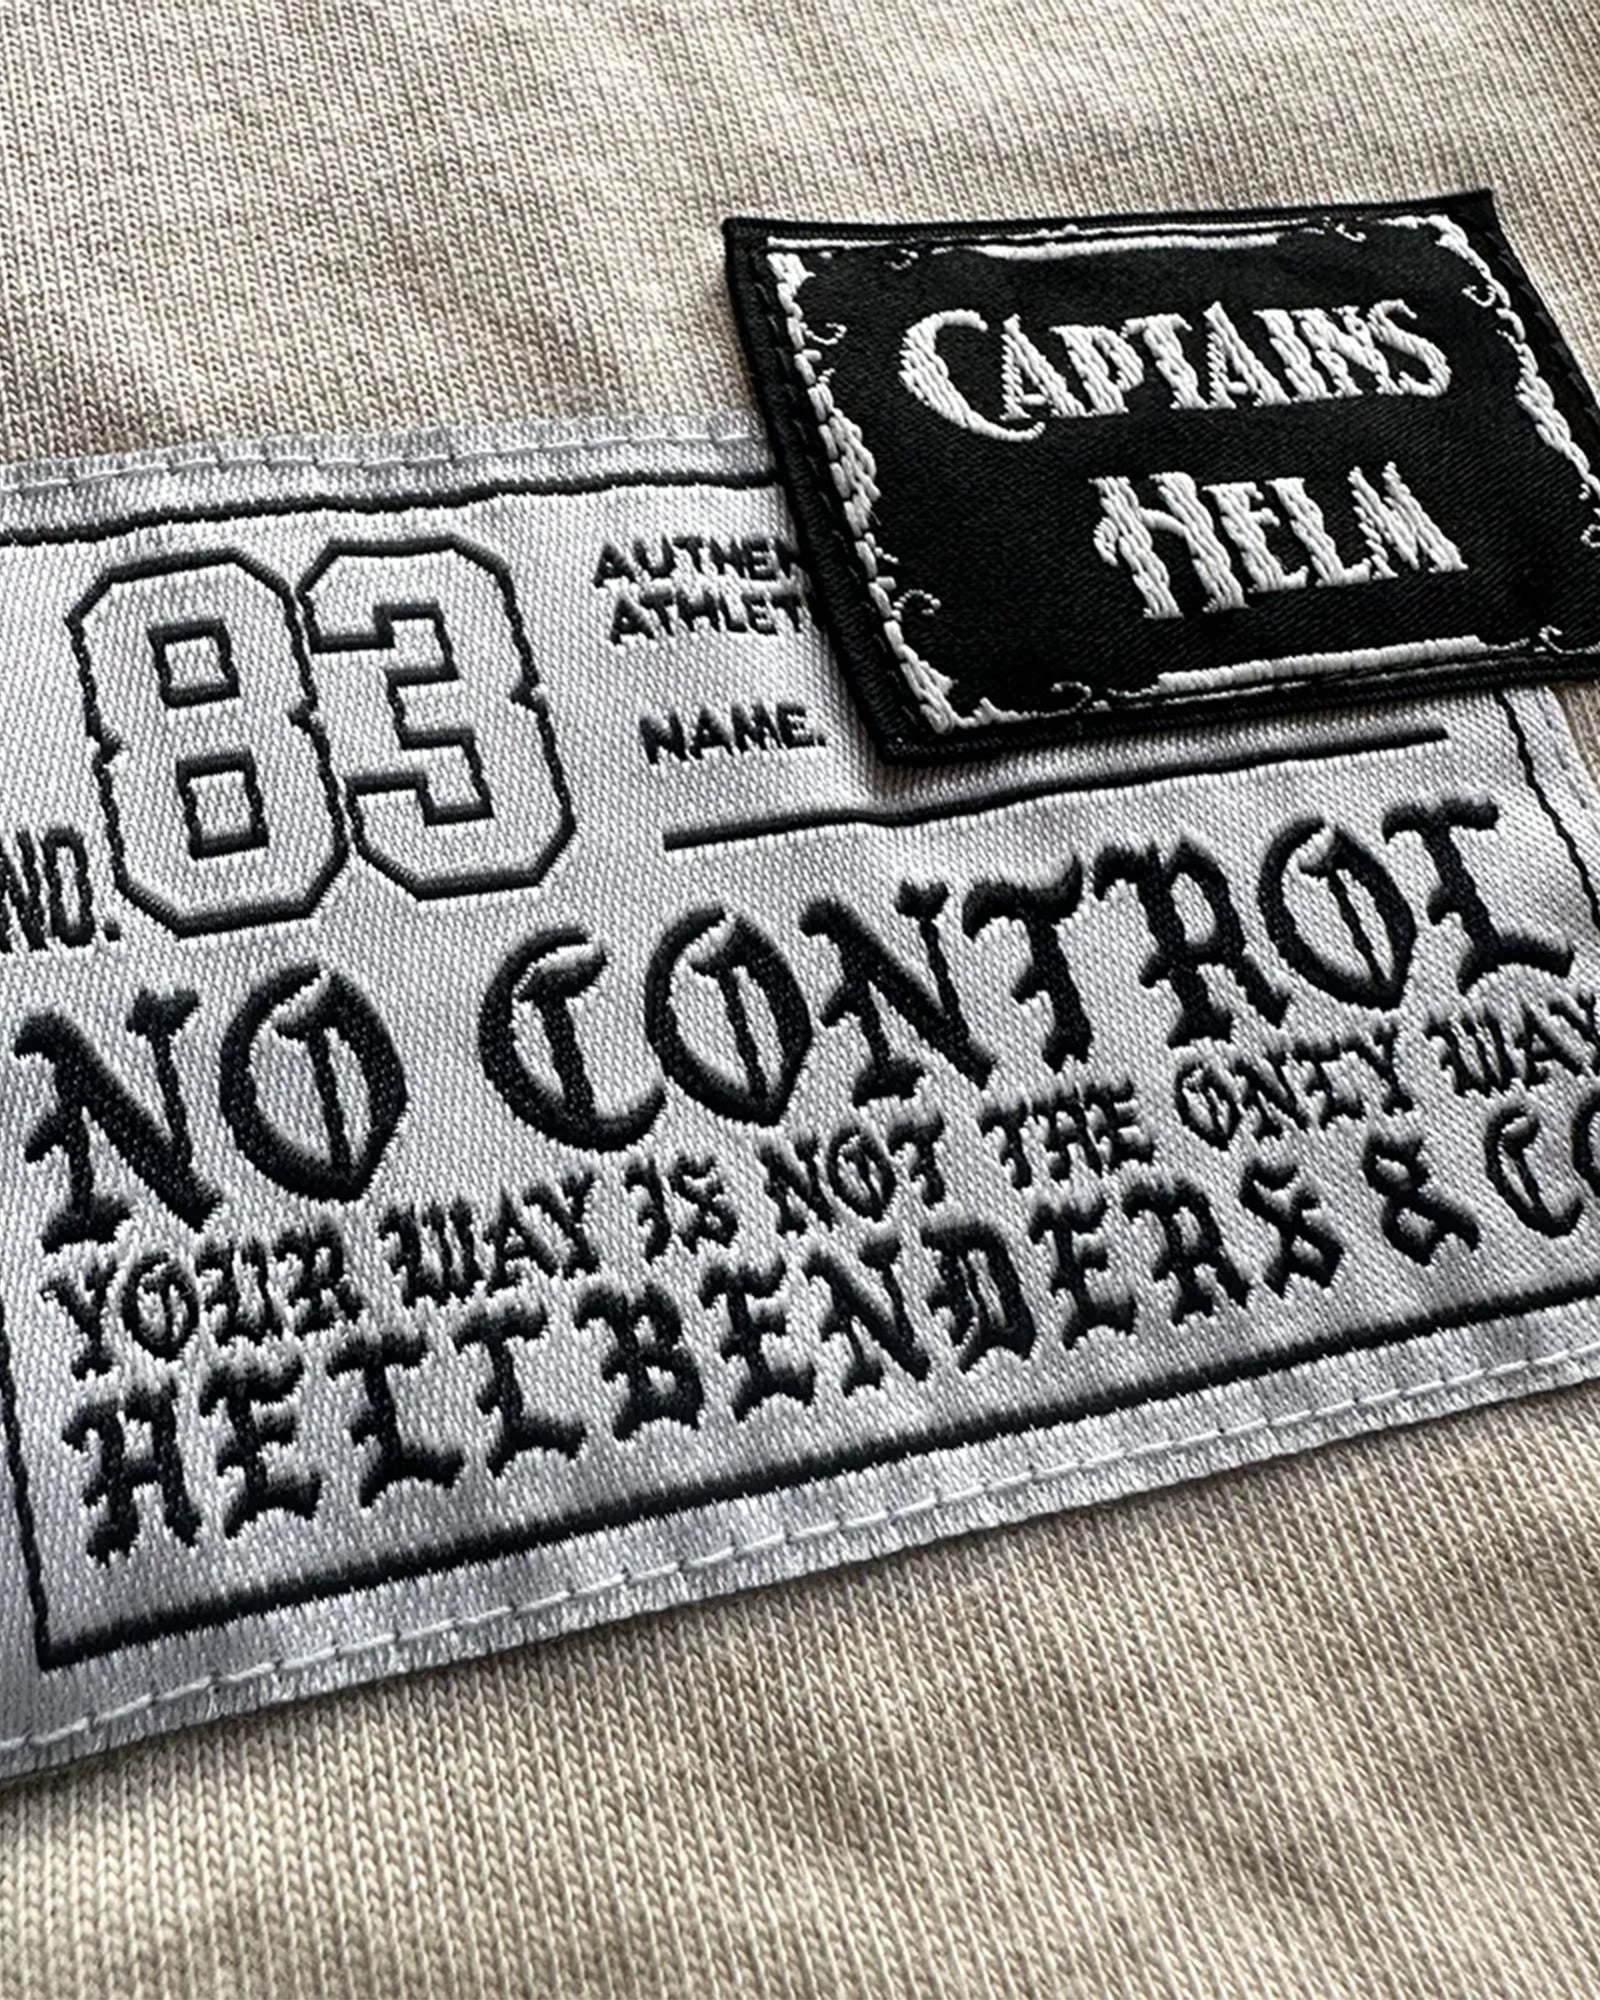 CAPTAINS
HELM
NO. 83
AUTHEN
ATHLET
NAME.
NO CONTROL
YOUR WAY IS NOT THE ONLY WAY
HELLBENDERS & CO